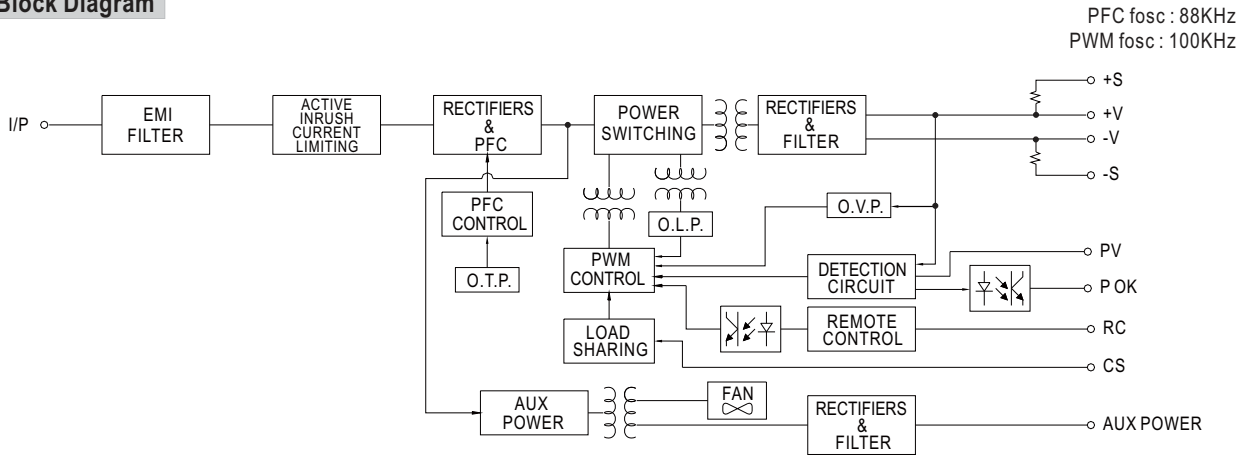 Block Diagram
PFC fosc : 88KHz
PWM fosc : 100KHz
I/P
EMI
FILTER
ACTIVE
INRUSH
CURRENT
LIMITING
RECTIFIERS
&
PFC
POWER
SWITCHING
RECTIFIERS
&
FILTER
+S
+V
-V
-S
PFC
CONTROL
O.L.P.
O.V.P.
O.T.P.
PWM
CONTROL
DETECTION
CIRCUIT
PV
P OK
LOAD
SHARING
REMOTE
CONTROL
RC
CS
AUX
POWER
FAN
RECTIFIERS
&
FILTER
AUX POWER